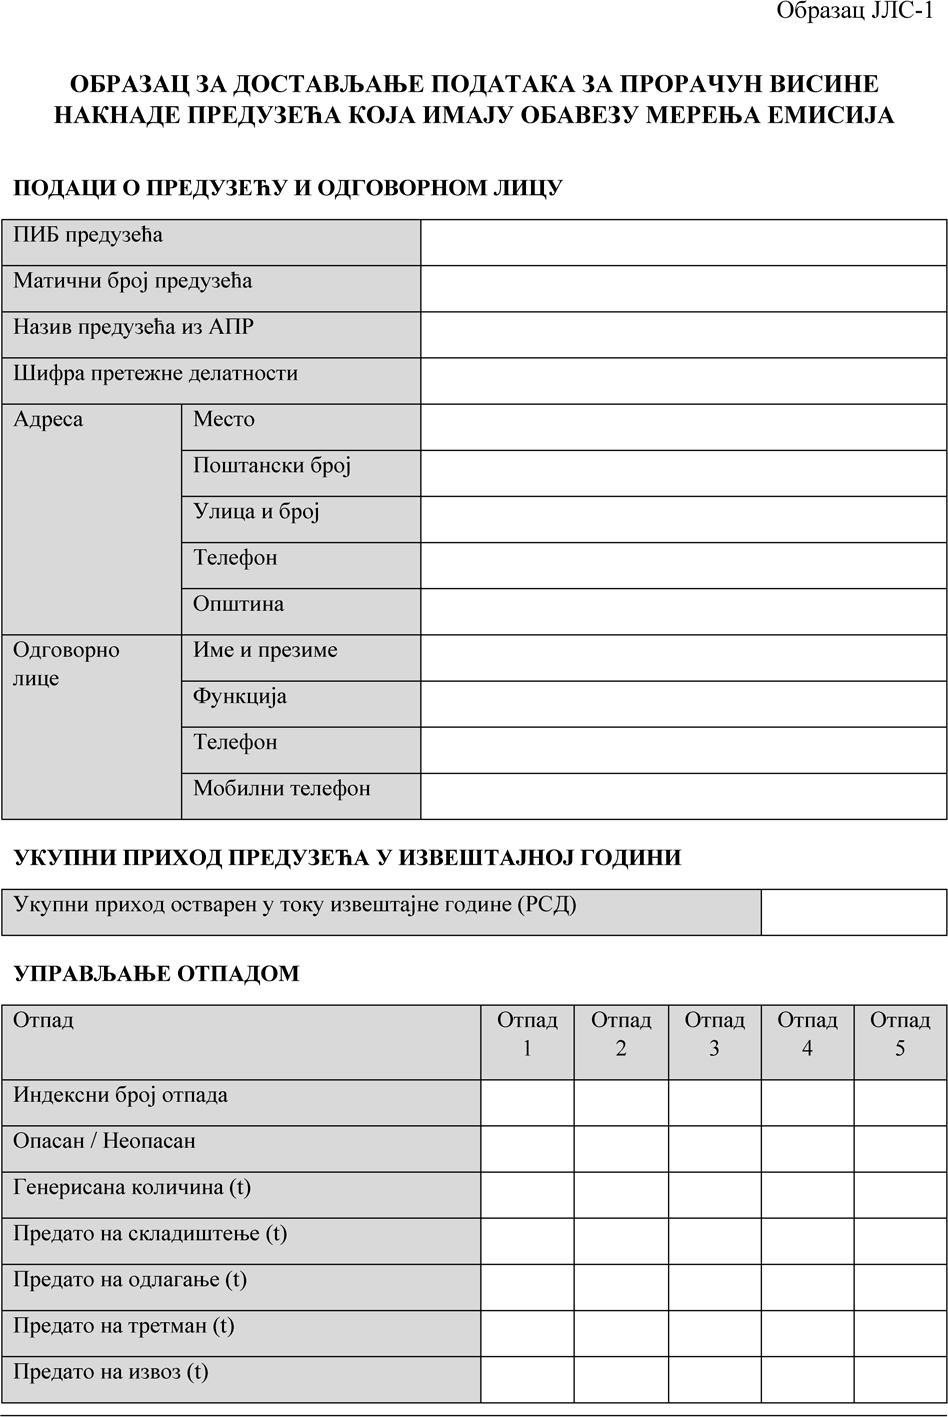 Образац ЈЛС-1
ОБРАЗАЦ ЗА ДОСТАВЉАЊЕ ПОДАТАКА ЗА ПРОРАЧУН ВИСИНЕ
НАКНАДЕ ПРЕДУЗЕЋА КОЈА ИМАЈУ ОБАВЕЗУ МЕРЕЊА ЕМИСИЈА
ПОДАЦИ О ПРЕДУЗЕЋУ И ОДГОВОРНОМ ЛИЦУ
ПИБ предузећа
Матични број предузећа
Назив предузећа из АПР
Шифра претежне делатности
Адреса
Место
Поштански број
Улица и број
Телефон
Општина
Одговорно
лице
Име и презиме
Функција
Телефон
Мобилни телефон
УКУПНИ ПРИХОД ПРЕДУЗЕЋА У ИЗВЕШТАЈНОЈ ГОДИНИ
Укупни приход остварен у току извештајне године (РСД)
УПРАВЉАЊЕ ОТПАДОМ
Отпад
Отпад
1
Отпад
2
Отпад
3
Отпад
4
Отпад
5
Индексни број отпада
Опасан / Неопасан
Генерисана количина (t)
Предато на складиштење (t)
Предато на одлагање (t)
Предато на третман (t)
Предато на извоз (t)